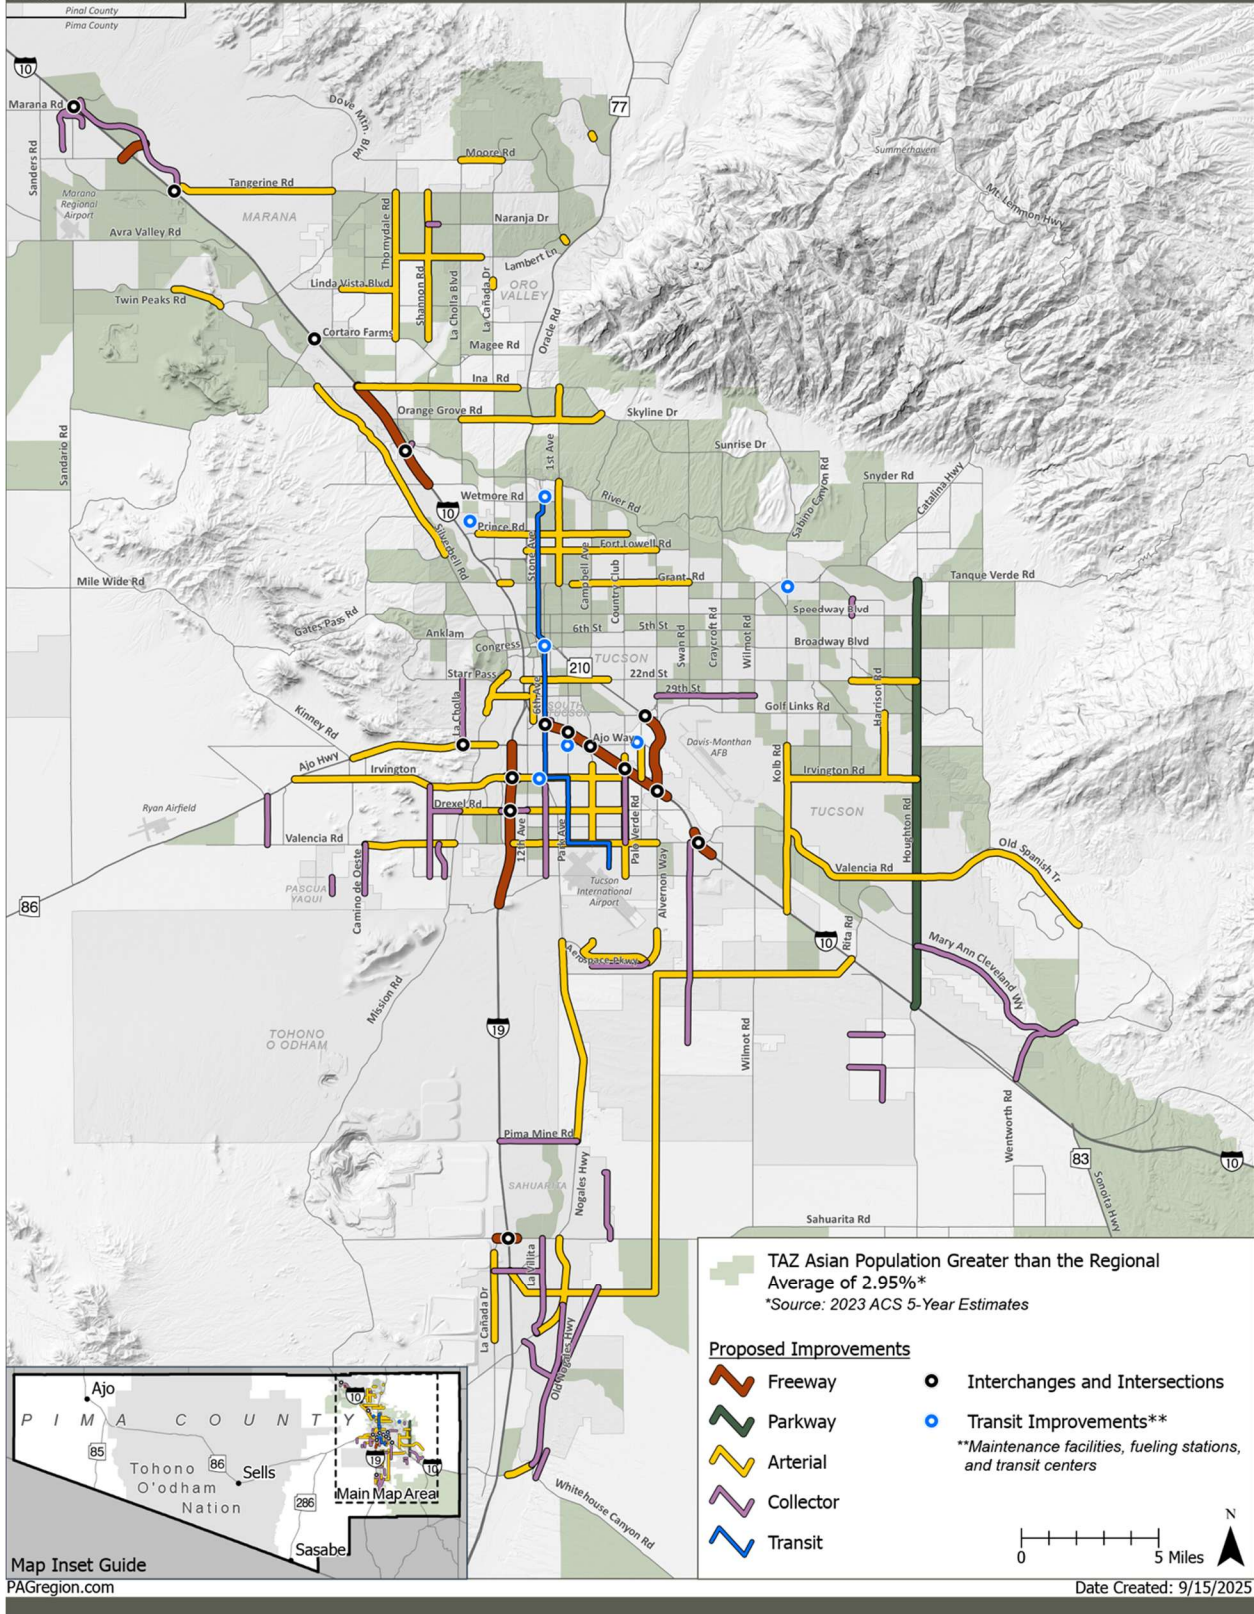 Pinal County
Pima County
10
77
Marana Rd
Dove Mtn. Blvd
Moore Rd
Summerhaven
Sanders Rd
Tangerine Rd
Mt. Lemmon Hwy
Marana
Regional
Airport
MARANA
Thornydale Rd
Naranja Dr
Avra Valley Rd
Lambert Ln
Linda Vista Blvd
Shannon Rd
La Cholla Blvd
La Cañada Dr
ORO
VALLEY
Twin Peaks Rd
Cortaro Farms
Oracle Rd
Magee Rd
Ina Rd
Orange Grove Rd
Skyline Dr
Sandario Rd
1st Ave
Sunrise Dr
Sabino Canyon Rd
Snyder Rd
Catalina Hwy
Wetmore Rd
River Rd
10
Silverbell Rd
Prince Rd
Stone Ave
Fort Lowell Rd
Campbell Ave
Country Club
Mile Wide Rd
Grant Rd
Tanque Verde Rd
Gates Pass Rd
Speedway Blvd
Anklam
6th St
5th St
Swan Rd
Craycroft Rd
Wilmot Rd
Broadway Blvd
Congress
TUCSON
210
Starr Pass
22nd St
Harrison Rd
La Cholla
6th Ave
29th St
SOUTH
TUCSON
Golf Links Rd
Kinney Rd
Ajo Way
Davis-Monthan
AFB
Ajo Hwy
Irvington
Kolb Rd
Irvington Rd
Ryan Airfield
Drexel Rd
TUCSON
Houghton Rd
Valencia Rd
12th Ave
Park Ave
Palo Verde Rd
Old Spanish Tr
Valencia Rd
Camino de Oeste
PASCUA
YAQUI
Tucson
International
Airport
Alvernon Way
86
Rita Rd
10
Mary Ann Cleveland Wy
Aerospace Pkwy
Mission Rd
19
TOHONO
O ODHAM
Wilmot Rd
Wentworth Rd
Pima Mine Rd
83
10
Nogales Hwy
Sonoita Hwy
SAHUARITA
Sahuarita Rd
La Villita
La Cañada Dr
Old Nogales Hwy
Whitehouse Canyon Rd
TAZ Asian Population Greater than the Regional
Average of 2.95%*
*Source: 2023 ACS 5-Year Estimates
Proposed Improvements
Freeway
Interchanges and Intersections
Parkway
Transit Improvements**
**Maintenance facilities, fueling stations,
and transit centers
Arterial
Collector
Transit
N
0 5 Miles
Ajo
10
PIMA COUNTY
85
86
Tohono
O'odham
Nation
Sells
19
10
Main Map Area
286
Sasabe
Map Inset Guide
PAGregion.com
Date Created: 9/15/2025